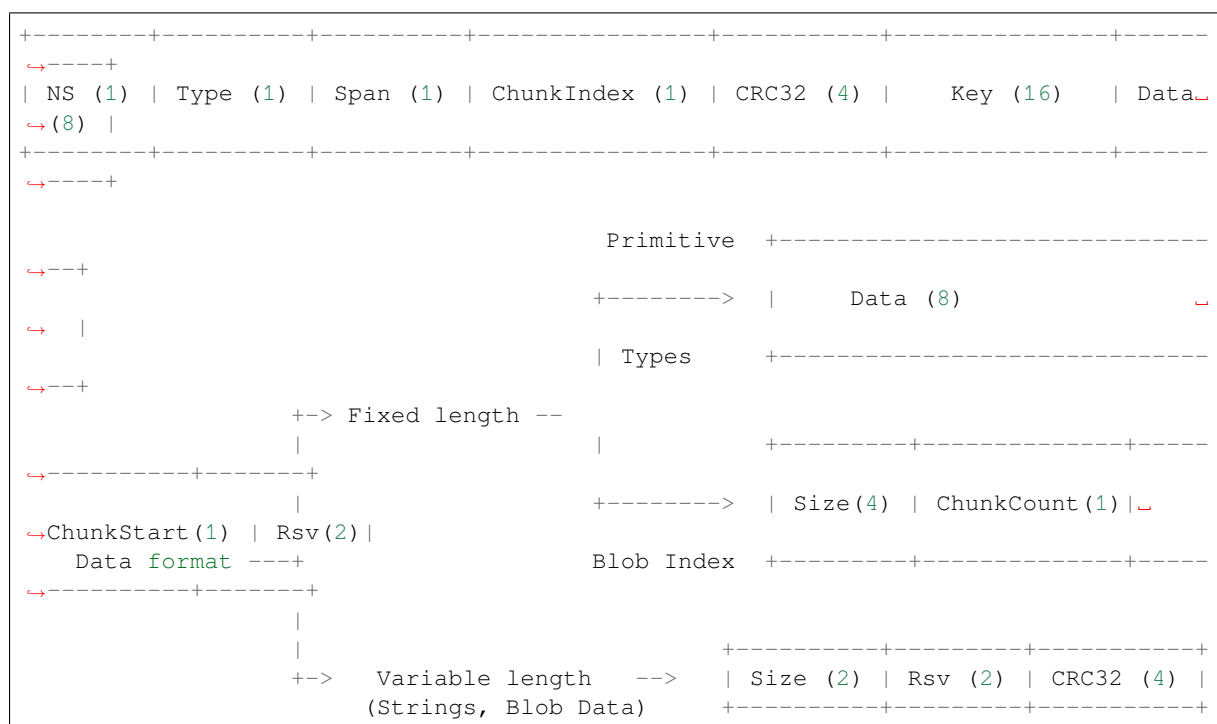 +--------+----------+----------+----------------+-----------+---------------+------
↪----+
| NS (1) | Type (1) | Span (1) | ChunkIndex (1) | CRC32 (4) |    Key (16)   | Data␣
↪(8) |
+--------+----------+----------+----------------+-----------+---------------+------
↪----+
                                         Primitive  +------------------------------
↪--+
                                        +-------->  |     Data (8)                 ␣
↪  |
                                        | Types     +------------------------------
↪--+
                   +-> Fixed length --
                   |                    |           +---------+--------------+-----
↪-----------+-------+
                   |                    +-------->  | Size(4) | ChunkCount(1)|␣
↪ChunkStart(1) | Rsv(2)|
    Data format ---+                    Blob Index  +---------+--------------+-----
↪-----------+-------+
                   |
                   |                             +----------+---------+-----------+
                   +->   Variable length   -->   | Size (2) | Rsv (2) | CRC32 (4) |
                        (Strings, Blob Data)     +----------+---------+-----------+